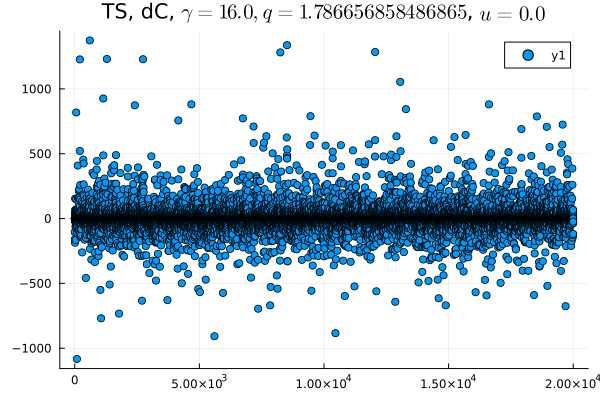 TS, dC, γ = 16.0, q = 1.786656858486865, u = 0.0
y1
1000
500
0
−500
−1000
0 5.00×10³ 1.00×10⁴ 1.50×10⁴ 2.00×10⁴